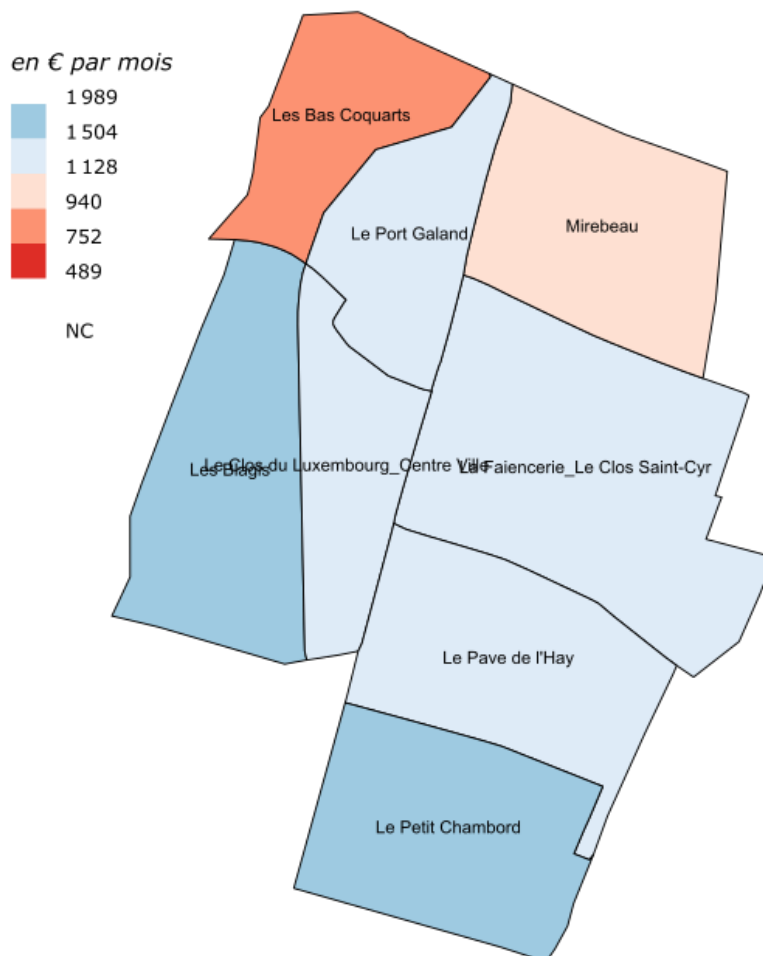 en € par mois
1 989
1 504
1 128
940
752
489
NC
Les Bas Coquarts
Le Port Galand
Mirebeau
Les Blagis
Le Clos du Luxembourg_Centre Ville
La Faiencerie_Le Clos Saint-Cyr
Le Pave de l'Hay
Le Petit Chambord